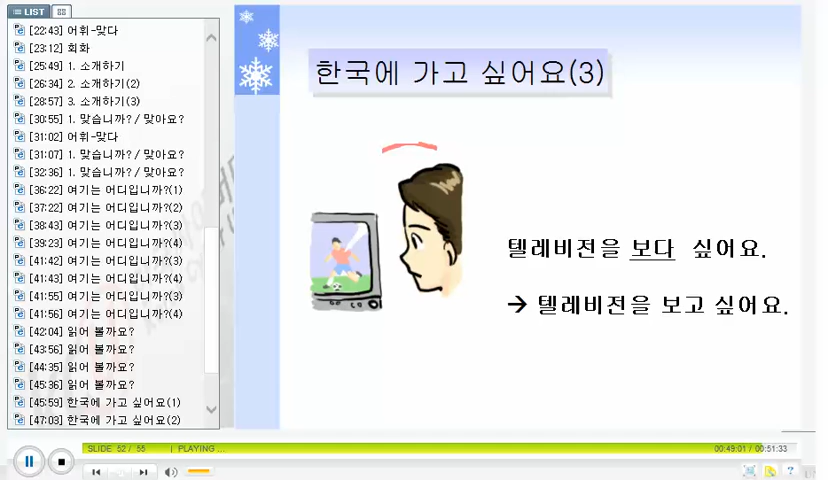 LIST
[22:43] 어휘-맞다
[23:12] 회화
[25:49] 1. 소개하기
[26:34] 2. 소개하기(2)
[28:57] 3. 소개하기(3)
[30:55] 1. 맞습니까? / 맞아요?
[31:02] 어휘-맞다
[31:07] 1. 맞습니까? / 맞아요?
[32:36] 1. 맞습니까? / 맞아요?
[36:22] 여기는 어디입니까?(1)
[37:22] 여기는 어디입니까?(2)
[38:43] 여기는 어디입니까?(3)
[39:23] 여기는 어디입니까?(4)
[41:42] 여기는 어디입니까?(3)
[41:43] 여기는 어디입니까?(4)
[41:55] 여기는 어디입니까?(3)
[41:56] 여기는 어디입니까?(4)
[42:04] 읽어 볼까요?
[43:56] 읽어 볼까요?
[44:35] 읽어 볼까요?
[45:36] 읽어 볼까요?
[45:59] 한국에 가고 싶어요(1)
[47:03] 한국에 가고 싶어요(2)
한국에 가고 싶어요(3)
텔레비전을 보다 싶어요.
→ 텔레비전을 보고 싶어요.
SLIDE 52 / 55 | PLAYING ...
00:49:01 / 00:51:33